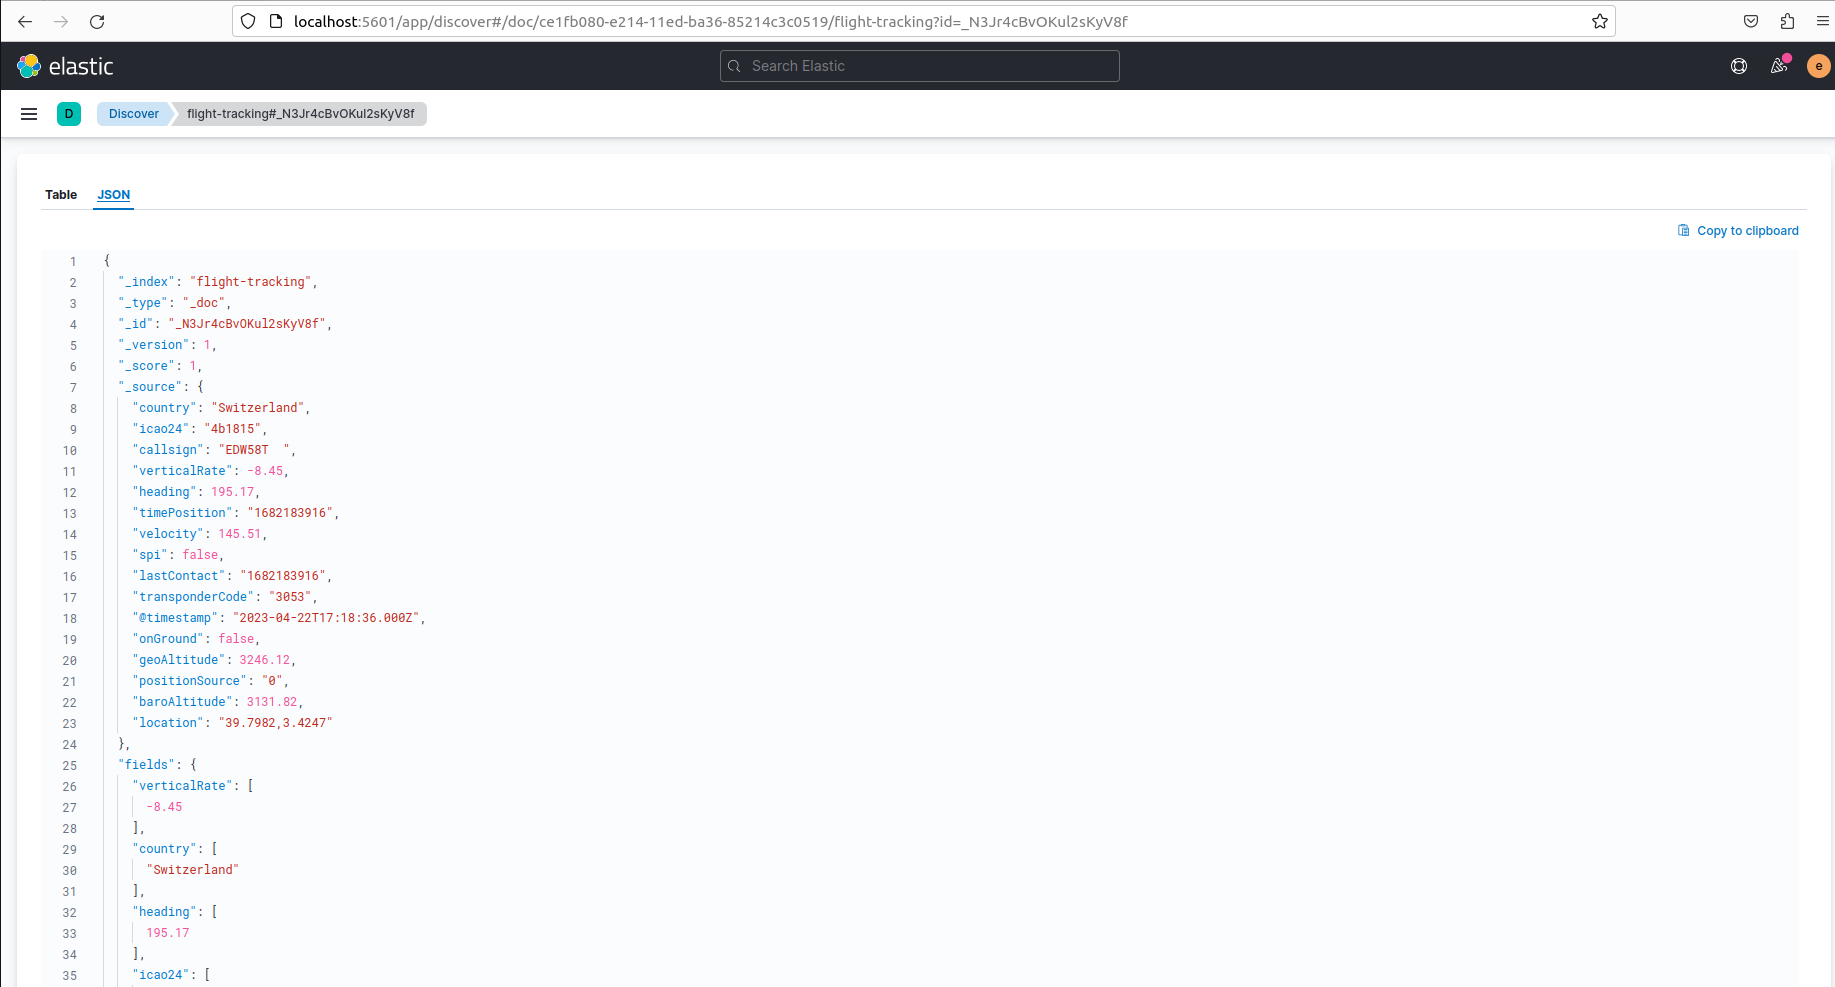 localhost:5601/app/discover#/doc/ce1fb080-e214-11ed-ba36-85214c3c0519/flight-tracking?id=_N3Jr4cBvOKul2sKyV8f
elastic
Search Elastic
e
D
Discover
flight-tracking#_N3Jr4cBvOKul2sKyV8f
Table JSON
Copy to clipboard
1 {
2 "_index": "flight-tracking",
3 "_type": "_doc",
4 "_id": "_N3Jr4cBvOKul2sKyV8f",
5 "_version": 1,
6 "_score": 1,
7 "_source": {
8 "country": "Switzerland",
9 "icao24": "4b1815",
10 "callsign": "EDW58T  ",
11 "verticalRate": -8.45,
12 "heading": 195.17,
13 "timePosition": "1682183916",
14 "velocity": 145.51,
15 "spi": false,
16 "lastContact": "1682183916",
17 "transponderCode": "3053",
18 "@timestamp": "2023-04-22T17:18:36.000Z",
19 "onGround": false,
20 "geoAltitude": 3246.12,
21 "positionSource": "0",
22 "baroAltitude": 3131.82,
23 "location": "39.7982,3.4247"
24 },
25 "fields": {
26 "verticalRate": [
27 -8.45
28 ],
29 "country": [
30 "Switzerland"
31 ],
32 "heading": [
33 195.17
34 ],
35 "icao24": [